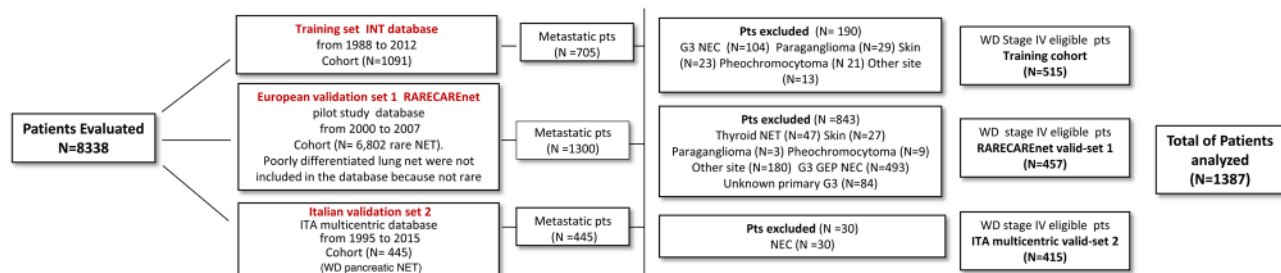 Patients Evaluated
N=8338
Training set INT database
from 1988 to 2012
Cohort (N=1091)
Metastatic pts
(N =705)
Pts excluded (N= 190)
G3 NEC (N=104) Paraganglioma (N=29) Skin
(N=23) Pheochromocytoma (N 21) Other site
(N=13)
WD Stage IV eligible pts
Training cohort
(N=515)
European validation set 1 RARECAREnet
pilot study database
from 2000 to 2007
Cohort (N= 6,802 rare NET).
Poorly differentiated lung net were not
included in the database because not rare
Metastatic pts
(N =1300)
Pts excluded (N =843)
Thyroid NET (N=47) Skin (N=27)
Paraganglioma (N=3) Pheochromocytoma (N=9)
Other site (N=180) G3 GEP NEC (N=493)
Unknown primary G3 (N=84)
WD stage IV eligible pts
RARECAREnet valid-set 1
(N=457)
Italian validation set 2
ITA multicentric database
from 1995 to 2015
Cohort (N= 445)
(WD pancreatic NET)
Metastatic pts
(N =445)
Pts excluded (N =30)
NEC (N=30)
WD stage IV eligible pts
ITA multicentric valid-set 2
(N=415)
Total of Patients
analyzed
(N=1387)